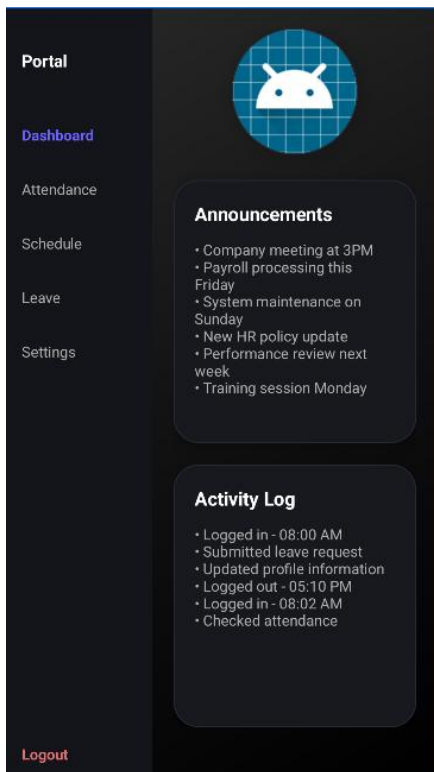 Portal
Dashboard
Attendance
Schedule
Leave
Settings
Logout
Announcements
• Company meeting at 3PM
• Payroll processing this
Friday
• System maintenance on
Sunday
• New HR policy update
• Performance review next
week
• Training session Monday
Activity Log
• Logged in - 08:00 AM
• Submitted leave request
• Updated profile information
• Logged out - 05:10 PM
• Logged in - 08:02 AM
• Checked attendance